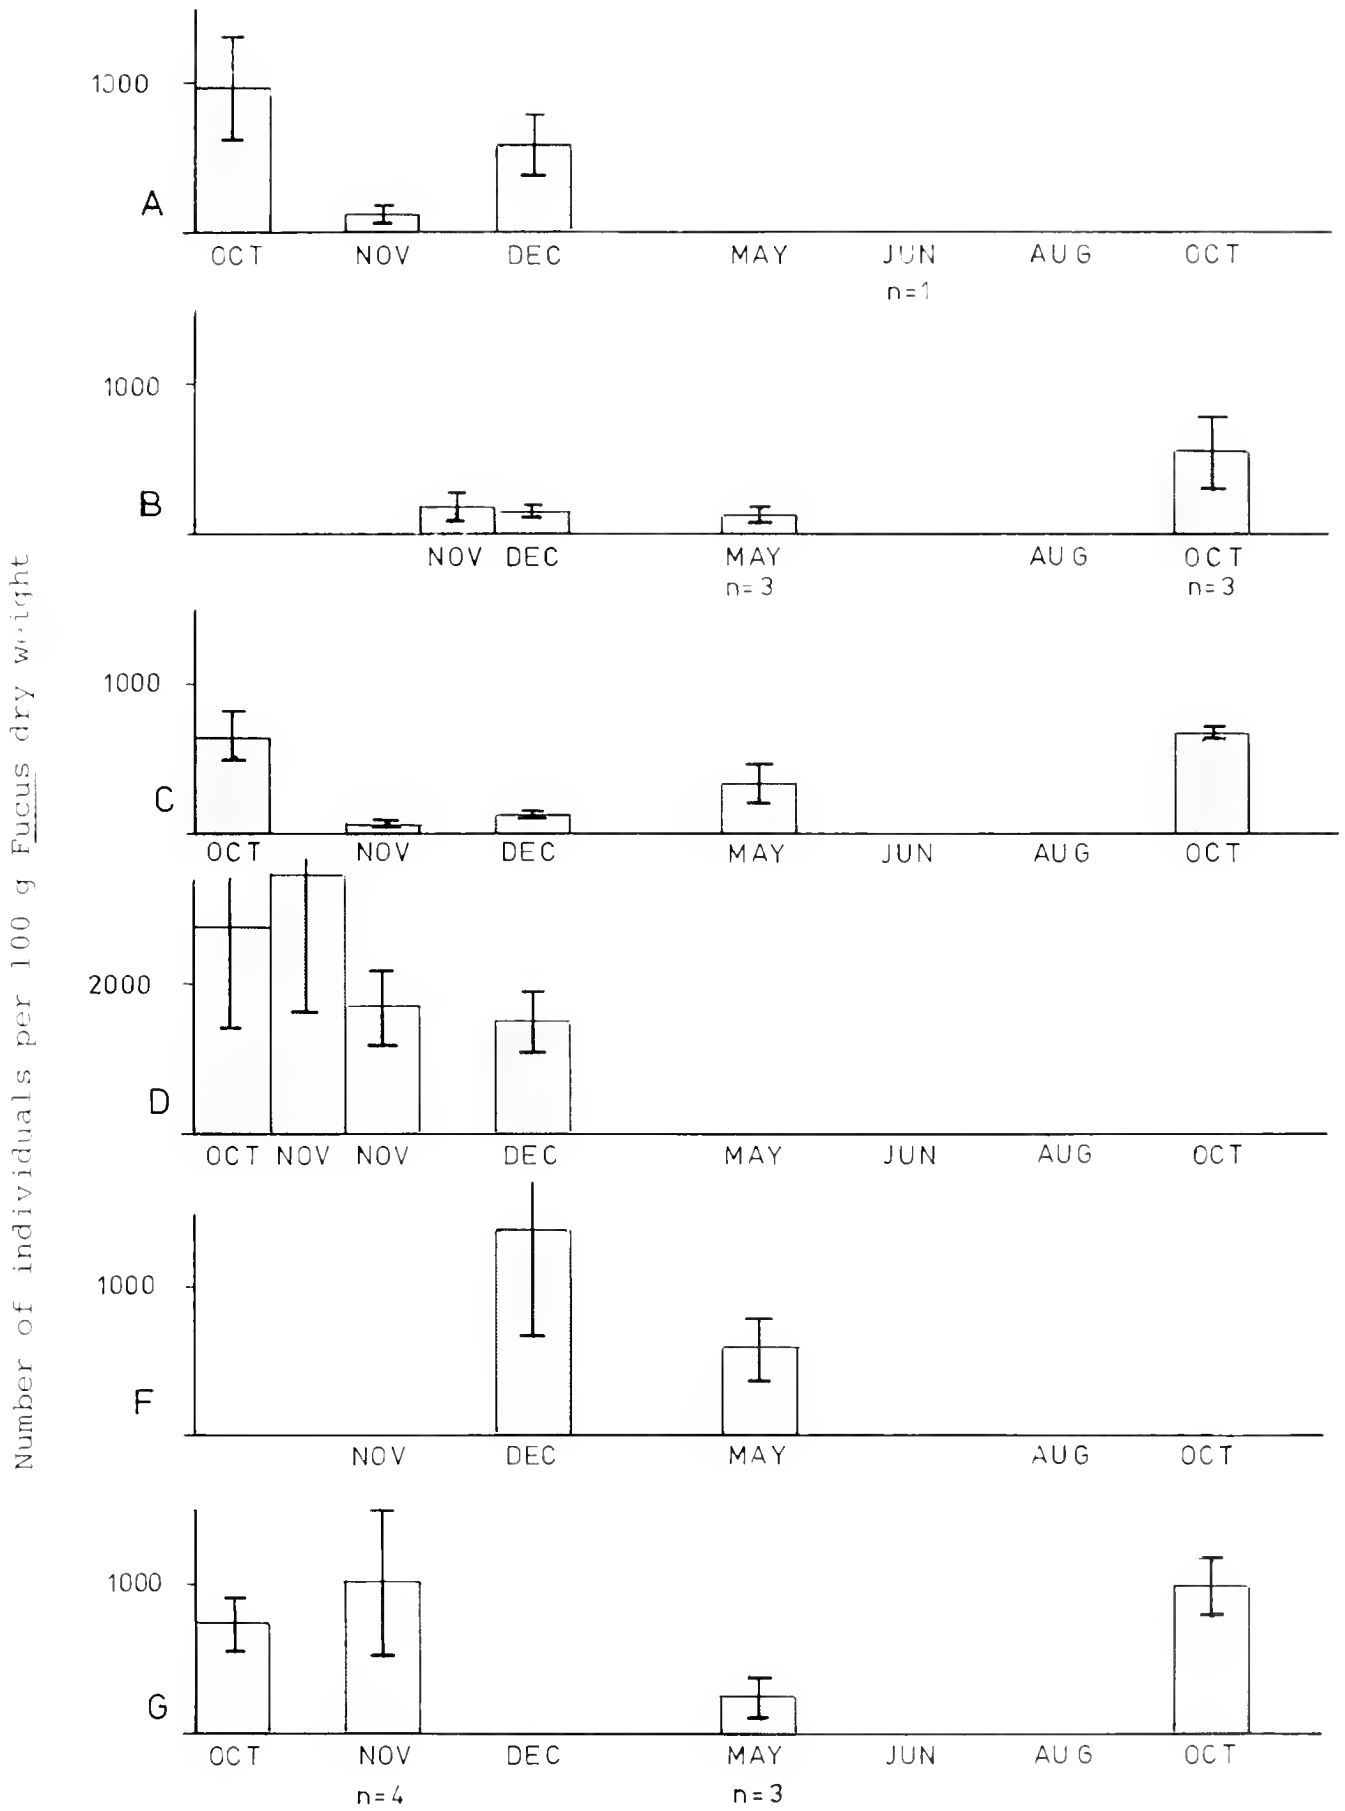 Number of individuals per 100 g Fucus dry weight
1000
A
OCT NOV DEC MAY JUN AUG OCT
n=1
1000
B
NOV DEC MAY AUG OCT
n=3 n=3
1000
C
OCT NOV DEC MAY JUN AUG OCT
2000
D
OCT NOV NOV DEC MAY JUN AUG OCT
1000
F
NOV DEC MAY AUG OCT
1000
G
OCT NOV DEC MAY JUN AUG OCT
n=4 n=3